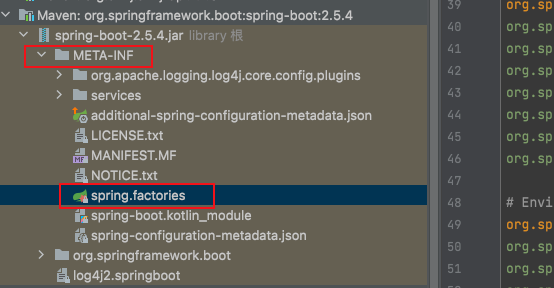 Maven: org.springframework.boot:spring-boot:2.5.4
spring-boot-2.5.4.jar library 根
META-INF
org.apache.logging.log4j.core.config.plugins
services
additional-spring-configuration-metadata.json
LICENSE.txt
MF MANIFEST.MF
NOTICE.txt
spring.factories
spring-boot.kotlin_module
spring-configuration-metadata.json
org.springframework.boot
log4j2.springboot
39 org.sp
40 org.sp
41 org.sp
42 org.sp
43 org.sp
44 org.sp
45 org.sp
46 org.sp
47
48 # Envi
49 org.sp
50 org.sp
51 org.sp
52 org.sp